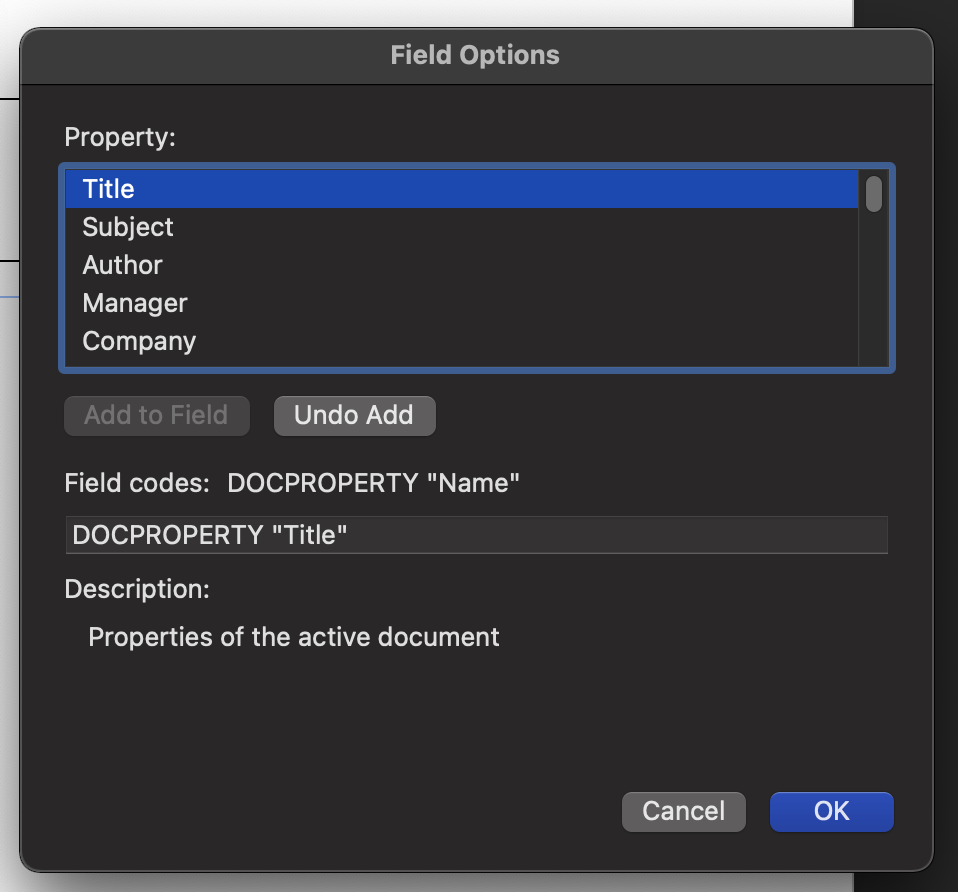 Field Options
Property:
Title
Subject
Author
Manager
Company
Add to Field
Undo Add
Field codes: DOCPROPERTY "Name"
DOCPROPERTY "Title"
Description:
Properties of the active document
Cancel
OK